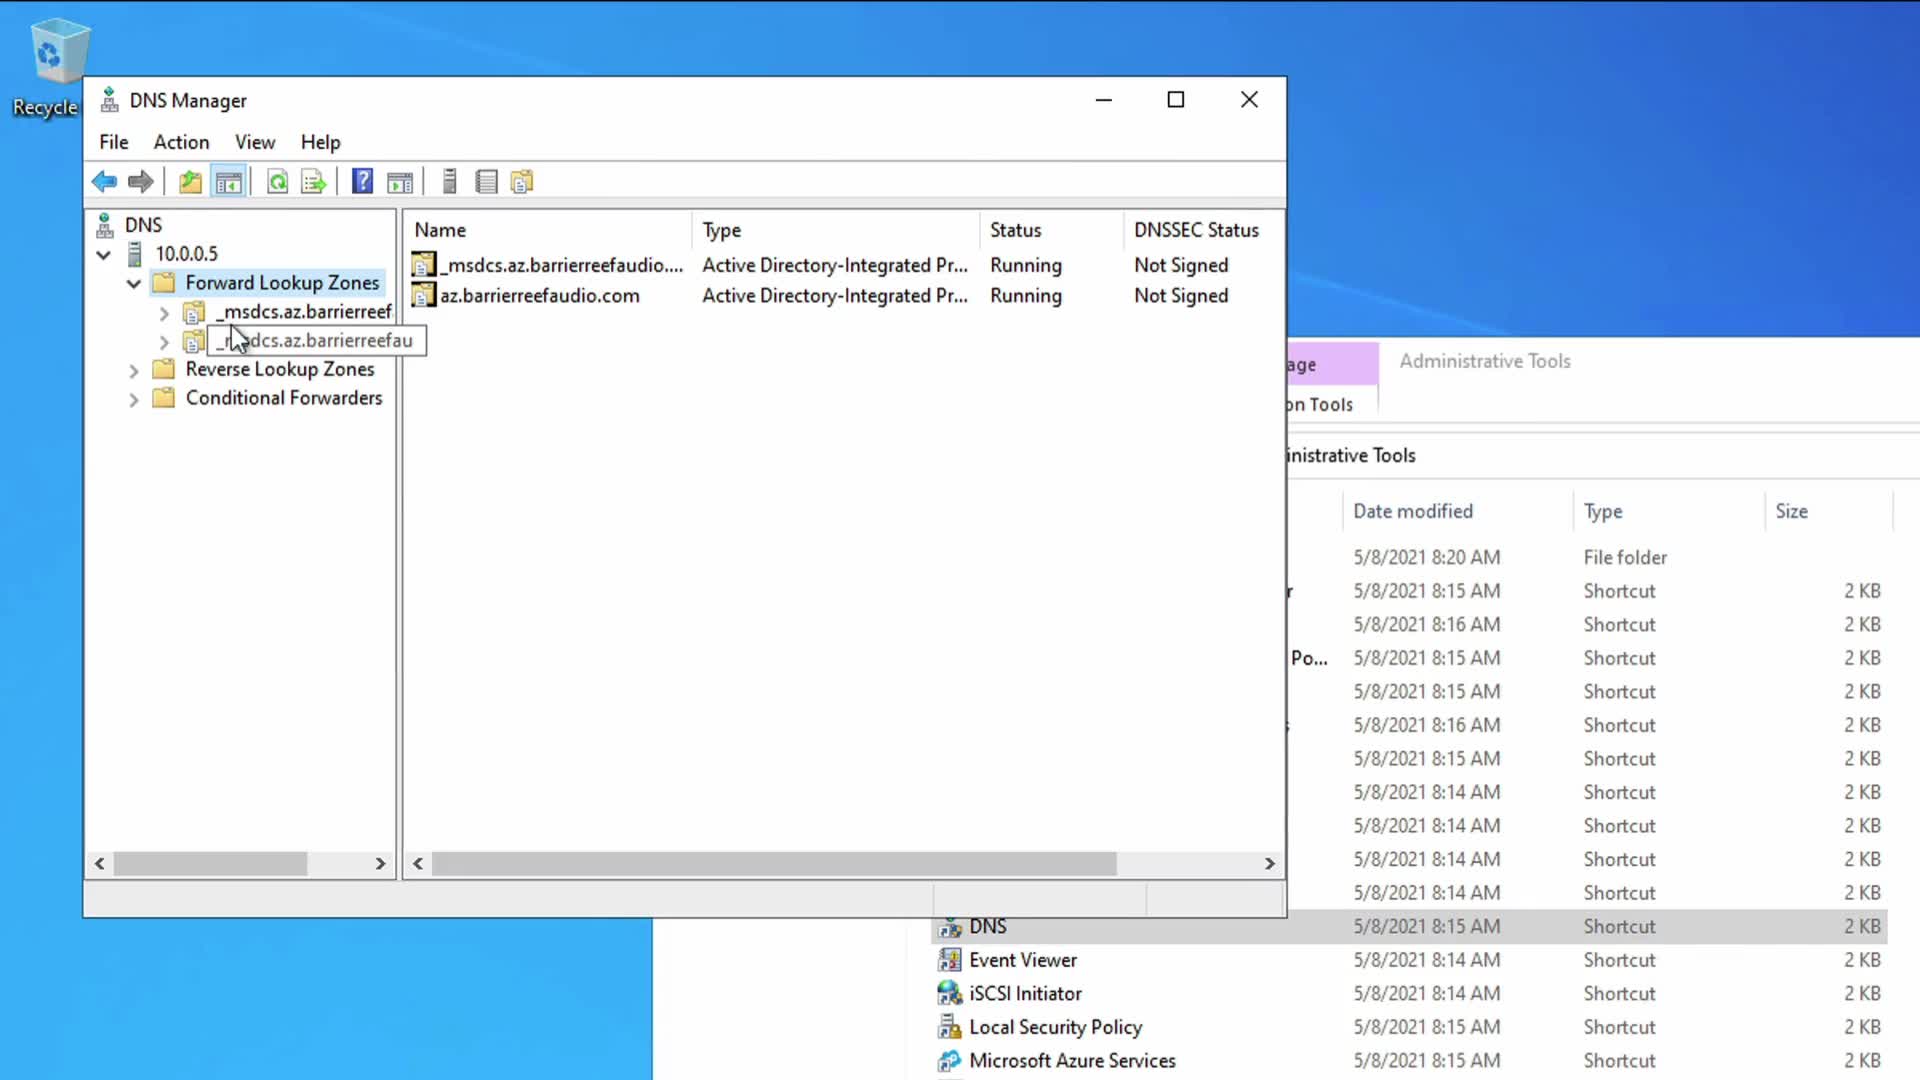 Recycle
DNS Manager
File Action View Help
DNS
10.0.0.5
Forward Lookup Zones
_msdcs.az.barrierreef
_msdcs.az.barrierreefau
Reverse Lookup Zones
Conditional Forwarders
Name Type Status DNSSEC Status
_msdcs.az.barrierreefaudio.... Active Directory-Integrated Pr... Running Not Signed
az.barrierreefaudio.com Active Directory-Integrated Pr... Running Not Signed
age Administrative Tools
on Tools
inistrative Tools
Date modified Type Size
5/8/2021 8:20 AM File folder
r 5/8/2021 8:15 AM Shortcut 2 KB
5/8/2021 8:16 AM Shortcut 2 KB
Po... 5/8/2021 8:15 AM Shortcut 2 KB
5/8/2021 8:15 AM Shortcut 2 KB
s 5/8/2021 8:16 AM Shortcut 2 KB
5/8/2021 8:15 AM Shortcut 2 KB
5/8/2021 8:14 AM Shortcut 2 KB
5/8/2021 8:14 AM Shortcut 2 KB
5/8/2021 8:14 AM Shortcut 2 KB
5/8/2021 8:14 AM Shortcut 2 KB
DNS 5/8/2021 8:15 AM Shortcut 2 KB
Event Viewer 5/8/2021 8:14 AM Shortcut 2 KB
iSCSI Initiator 5/8/2021 8:14 AM Shortcut 2 KB
Local Security Policy 5/8/2021 8:15 AM Shortcut 2 KB
Microsoft Azure Services 5/8/2021 8:15 AM Shortcut 2 KB